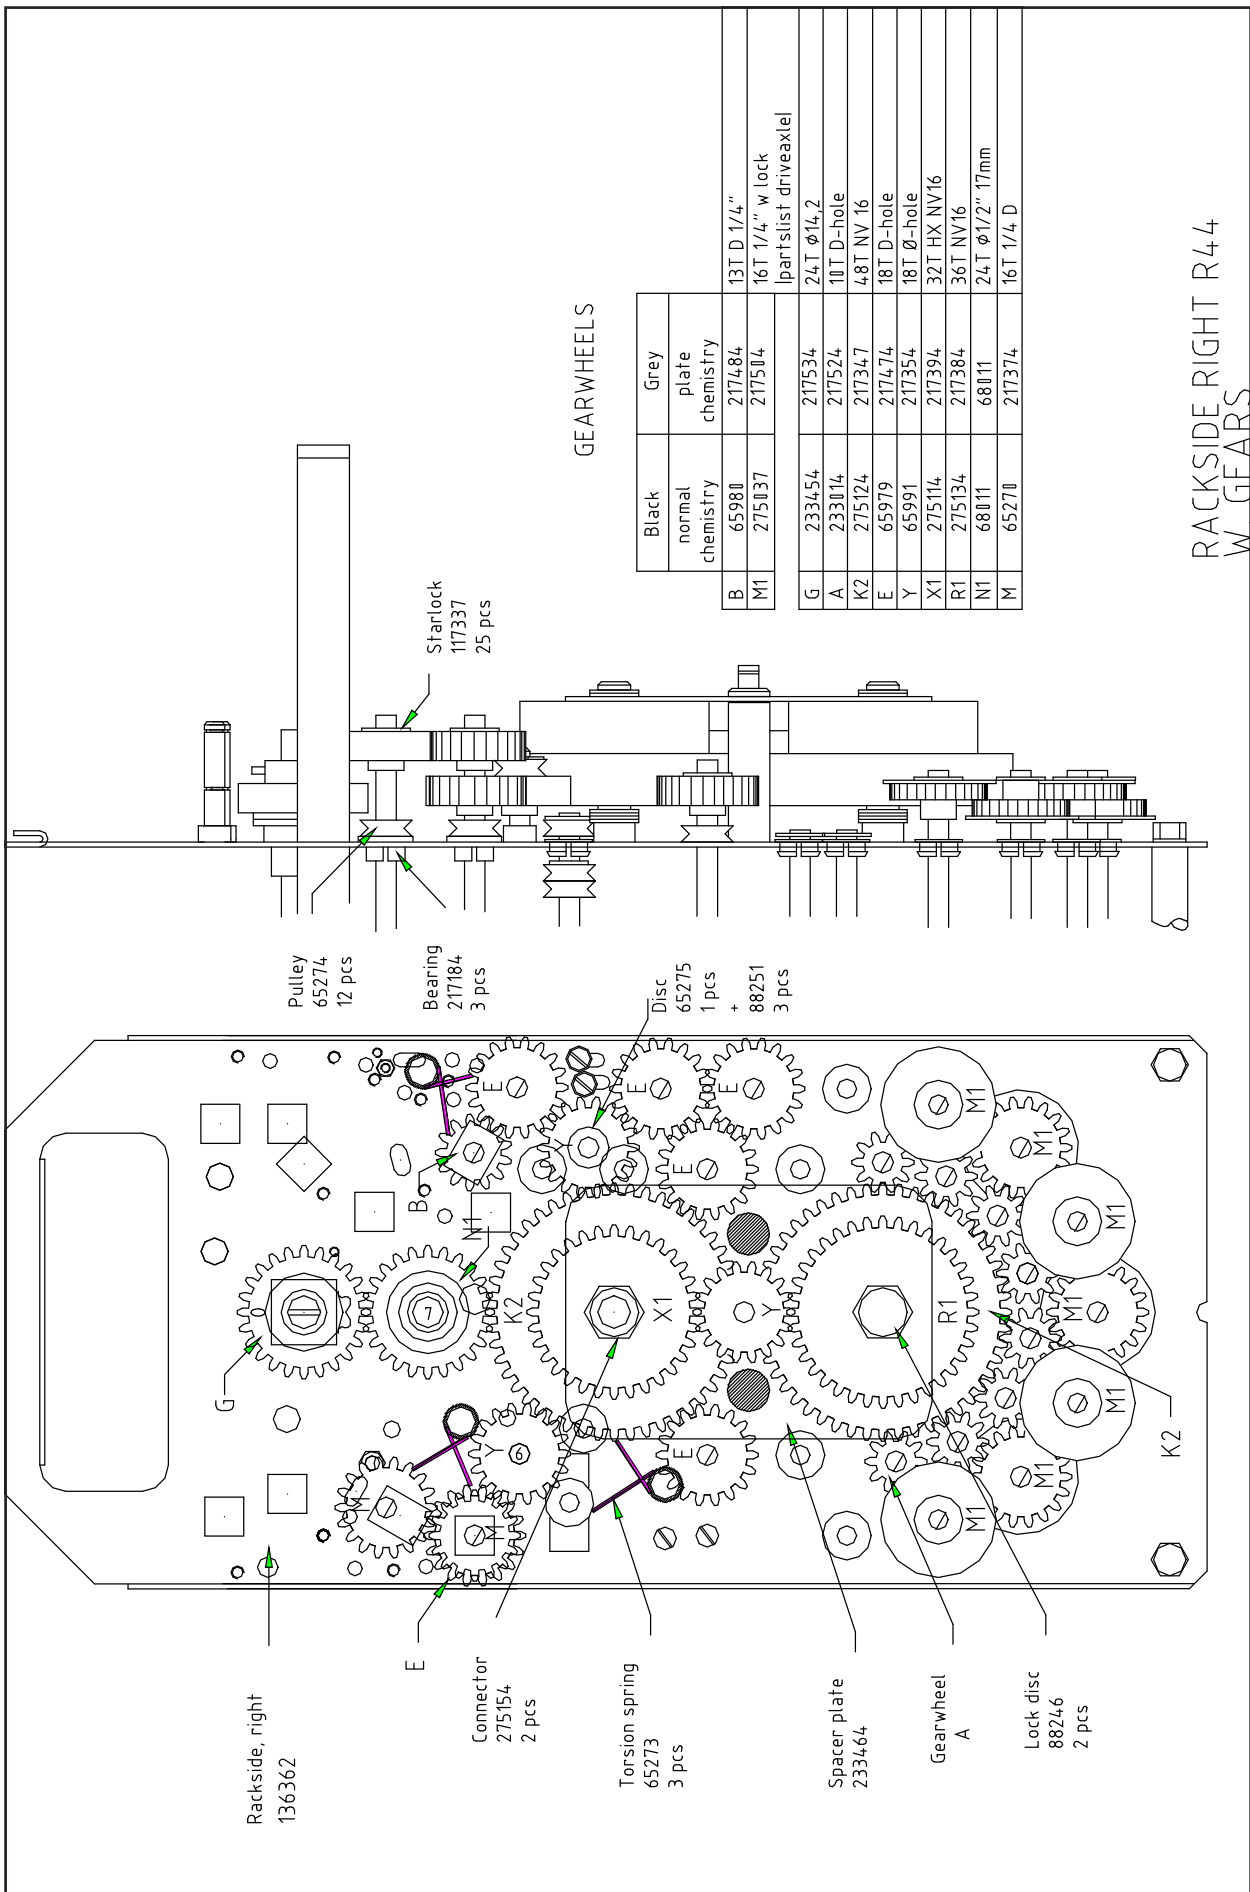 Rackside, right
136362
E
Connector
275154
2 pcs
Torsion spring
65273
3 pcs
Spacer plate
233464
Gearwheel
A
Lock disc
88246
2 pcs
K2
G
B
N1
M
E
Y
6
M
7
K2
X1
Y
R1
E
E
E
E
E
Y
M1
M1
M1
M1
M1
M1
M1
Pulley
65274
12 pcs
Bearing
217184
3 pcs
Disc
65275
1 pcs
+
88251
3 pcs
Starlock
117337
25 pcs
GEARWHEELS
Black Grey
normal chemistry plate chemistry
B 65980 217484 13T D 1/4"
M1 275037 217504 16T 1/4" w lock
(partslist driveaxle)
G 233454 217534 24T ø14,2
A 233014 217524 10T D-hole
K2 275124 217347 48T NV 16
E 65979 217474 18T D-hole
Y 65991 217354 18T Ø-hole
X1 275114 217394 32T HX NV16
R1 275134 217384 36T NV16
N1 68011 68011 24T ø1/2" 17mm
M 65270 217374 16T 1/4 D
RACKSIDE RIGHT R44
W GEARS